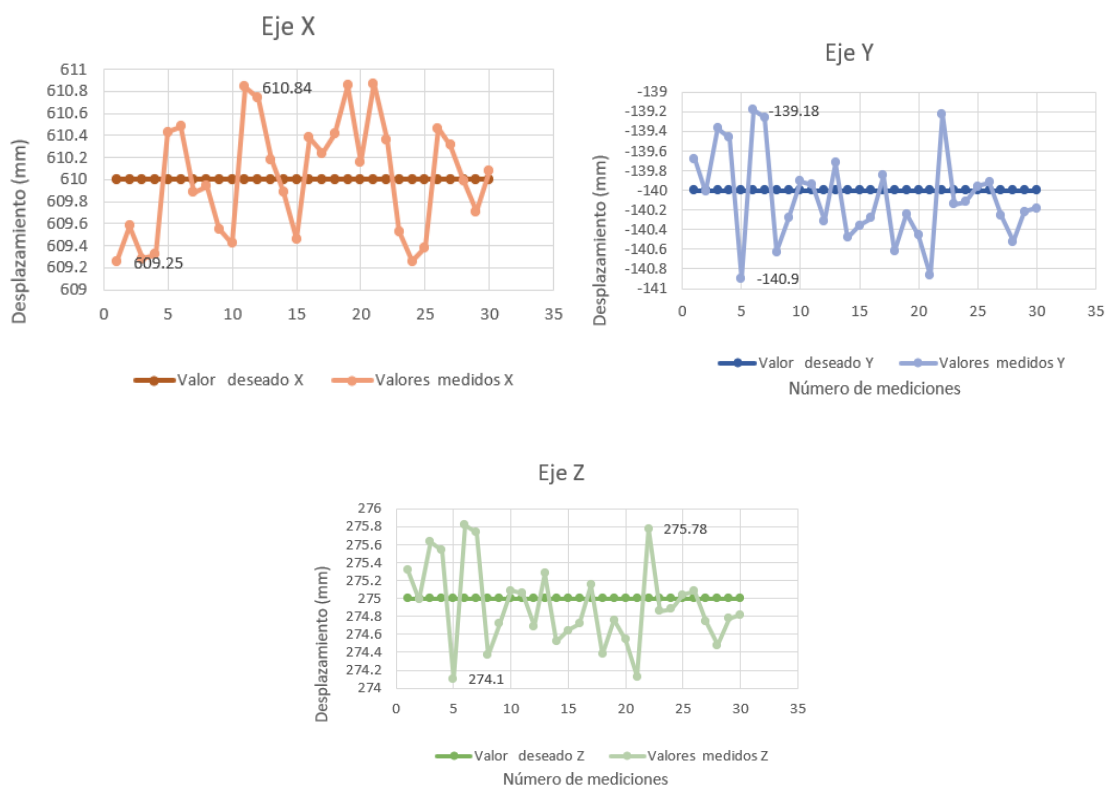 Eje X
611
610.8
610.6
610.4
610.2
610
609.8
609.6
609.4
609.2
609
610.84
609.25
0 5 10 15 20 25 30 35
Desplazamiento (mm)
Valor deseado X Valores medidos X
Eje Y
-139
-139.2
-139.4
-139.6
-139.8
-140
-140.2
-140.4
-140.6
-140.8
-141
-139.18
-140.9
0 5 10 15 20 25 30 35
Desplazamiento (mm)
Valor deseado Y Valores medidos Y
Número de mediciones
Eje Z
276
275.8
275.6
275.4
275.2
275
274.8
274.6
274.4
274.2
274
275.78
274.1
0 5 10 15 20 25 30 35
Desplazamiento (mm)
Valor deseado Z Valores medidos Z
Número de mediciones